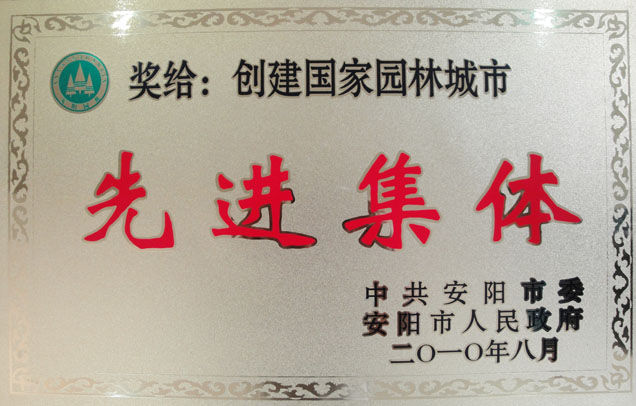 奖给：创建国家园林城市
先进集体
中共安阳市委
安阳市人民政府
二〇一〇年八月